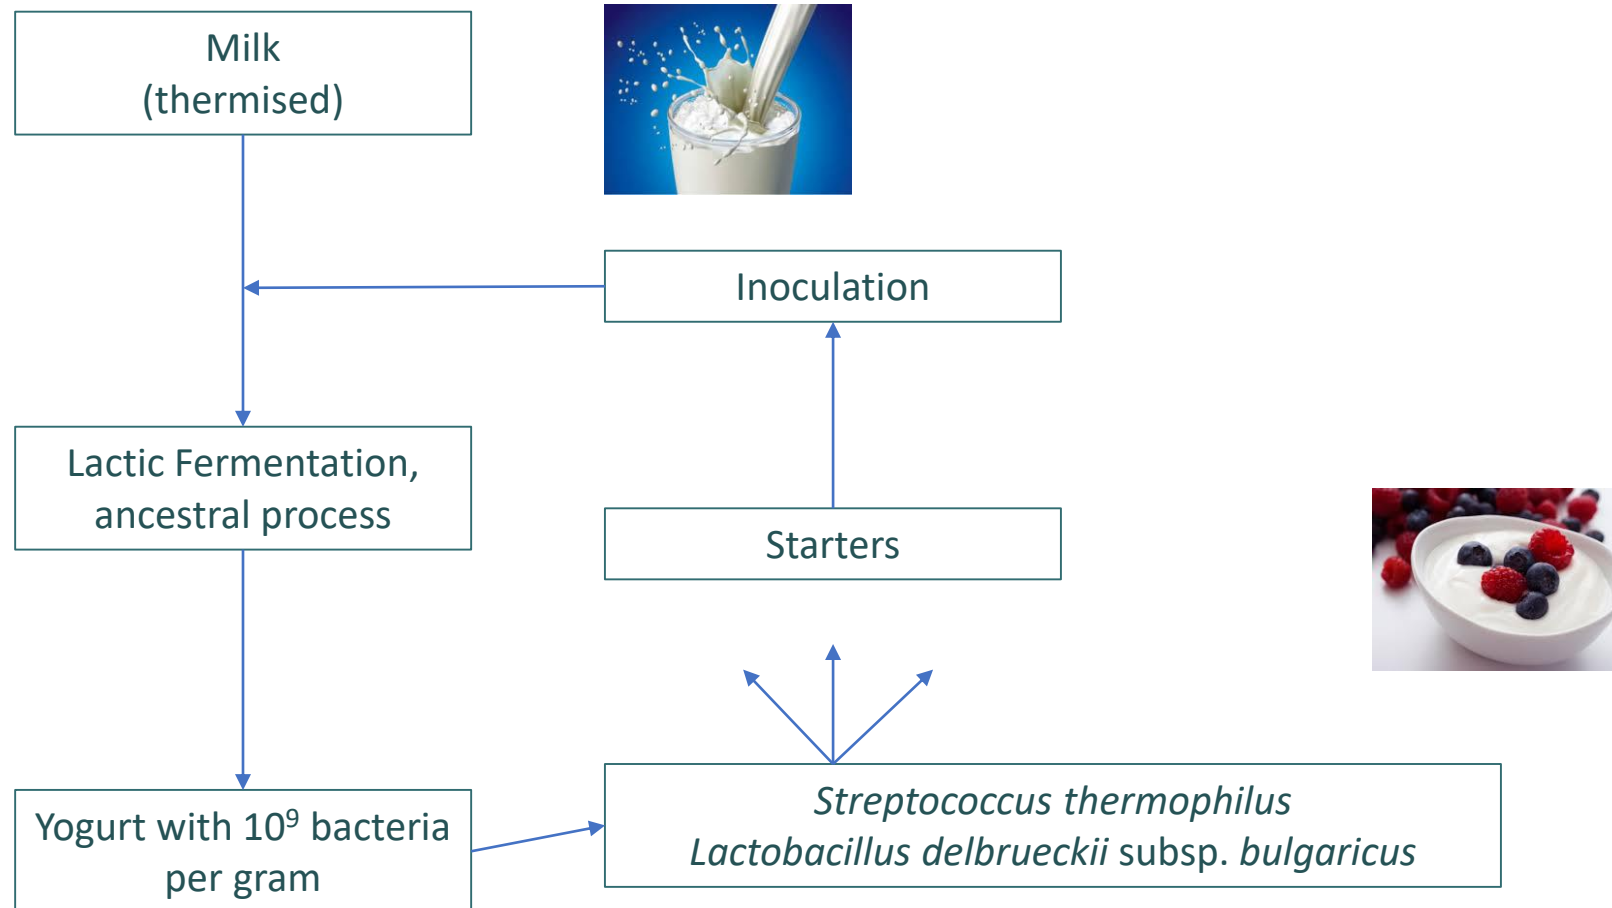 Milk
(thermised)
Inoculation
Lactic Fermentation,
ancestral process
Starters
Yogurt with 10⁹ bacteria
per gram
Streptococcus thermophilus
Lactobacillus delbrueckii subsp. bulgaricus